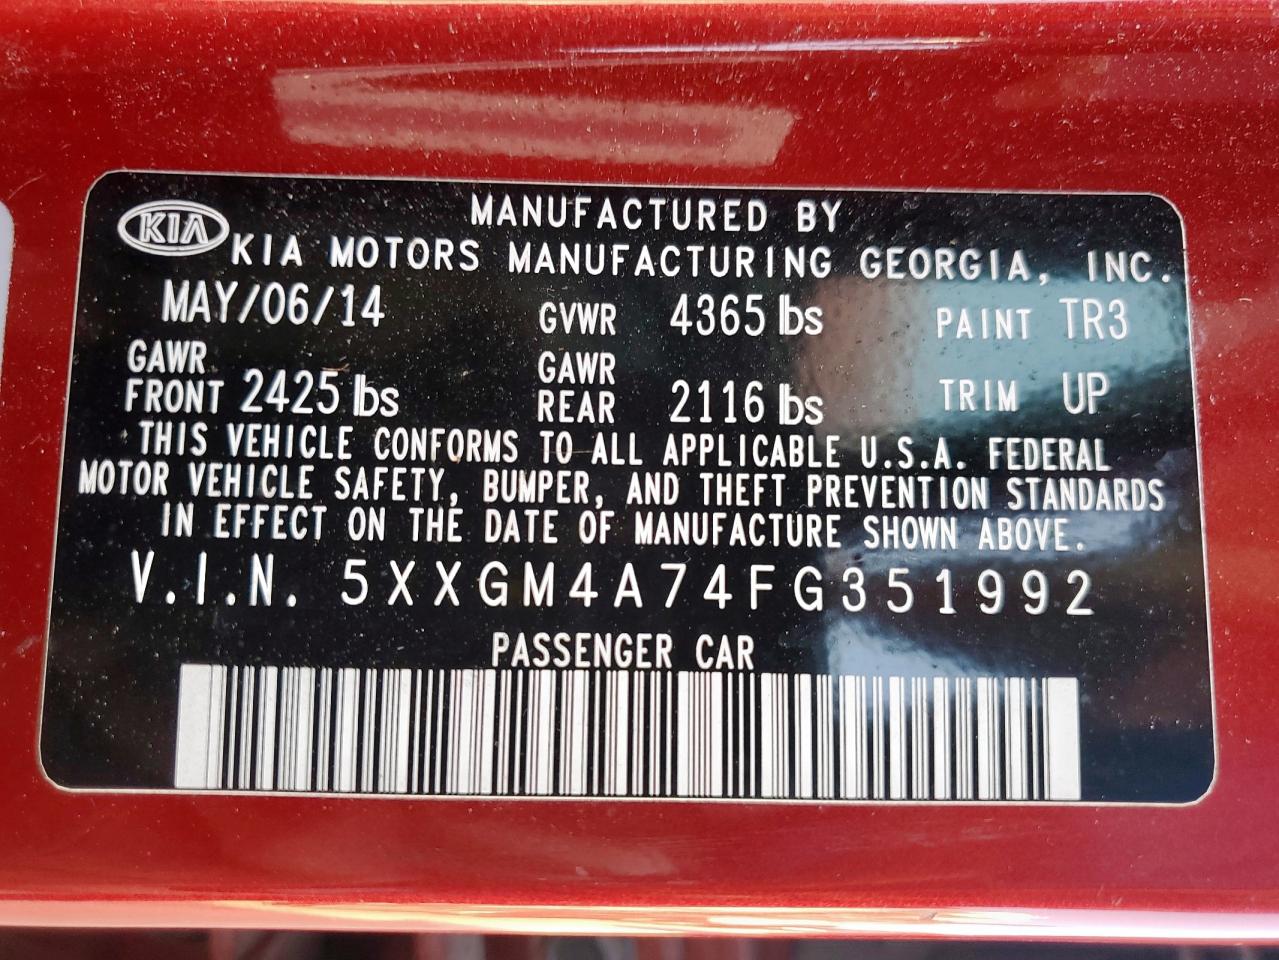 MANUFACTURED BY
KIA KIA MOTORS MANUFACTURING GEORGIA, INC.
MAY/06/14 GVWR 4365 lbs PAINT TR3
GAWR FRONT 2425 lbs GAWR REAR 2116 lbs TRIM UP
THIS VEHICLE CONFORMS TO ALL APPLICABLE U.S.A. FEDERAL
MOTOR VEHICLE SAFETY, BUMPER, AND THEFT PREVENTION STANDARDS
IN EFFECT ON THE DATE OF MANUFACTURE SHOWN ABOVE.
V.I.N. 5XXGM4A74FG351992
PASSENGER CAR